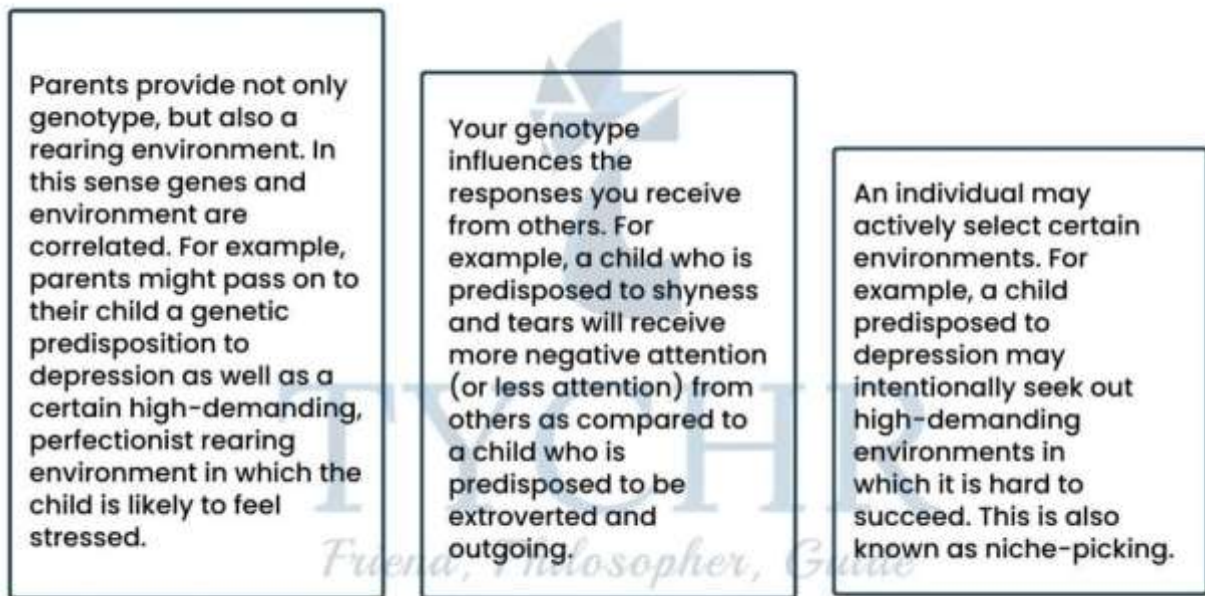 Parents provide not only
genotype, but also a
rearing environment. In
this sense genes and
environment are
correlated. For example,
parents might pass on to
their child a genetic
predisposition to
depression as well as a
certain high-demanding,
perfectionist rearing
environment in which the
child is likely to feel
stressed.
Your genotype
influences the
responses you receive
from others. For
example, a child who is
predisposed to shyness
and tears will receive
more negative attention
(or less attention) from
others as compared to
a child who is
predisposed to be
extroverted and
outgoing.
An individual may
actively select certain
environments. For
example, a child
predisposed to
depression may
intentionally seek out
high-demanding
environments in
which it is hard to
succeed. This is also
known as niche-picking.
TYCHR
Friend, Philosopher, Guide